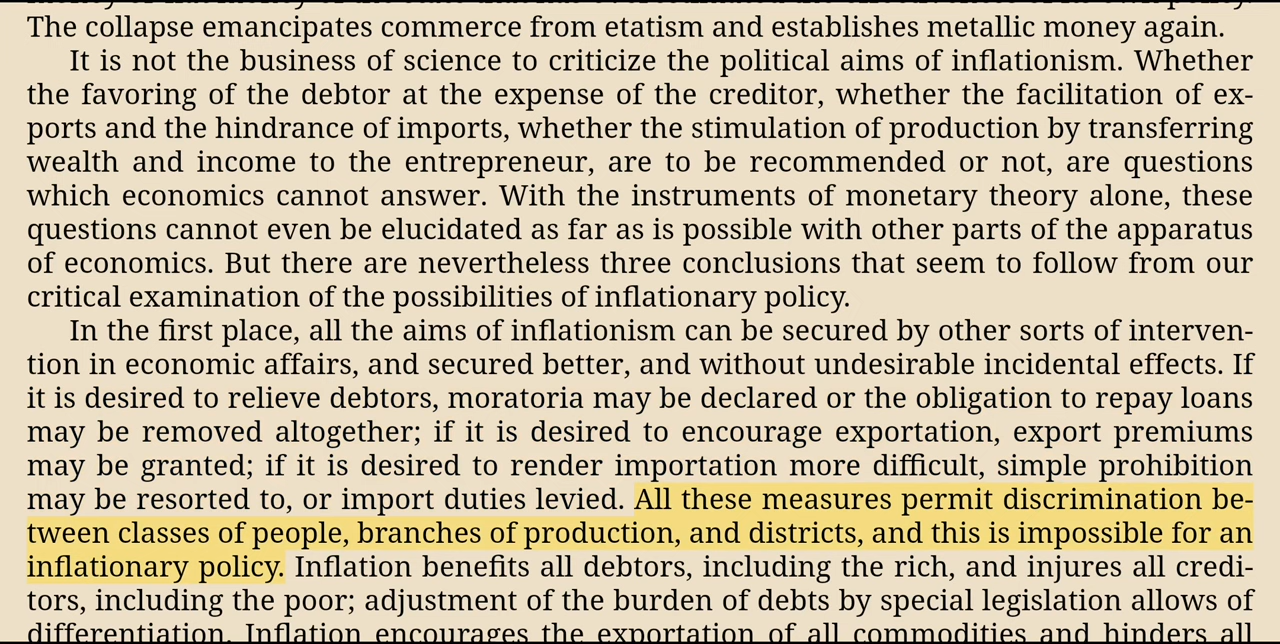 The collapse emancipates commerce from etatism and establishes metallic money again.
It is not the business of science to criticize the political aims of inflationism. Whether
the favoring of the debtor at the expense of the creditor, whether the facilitation of ex-
ports and the hindrance of imports, whether the stimulation of production by transferring
wealth and income to the entrepreneur, are to be recommended or not, are questions
which economics cannot answer. With the instruments of monetary theory alone, these
questions cannot even be elucidated as far as is possible with other parts of the apparatus
of economics. But there are nevertheless three conclusions that seem to follow from our
critical examination of the possibilities of inflationary policy.
In the first place, all the aims of inflationism can be secured by other sorts of interven-
tion in economic affairs, and secured better, and without undesirable incidental effects. If
it is desired to relieve debtors, moratoria may be declared or the obligation to repay loans
may be removed altogether; if it is desired to encourage exportation, export premiums
may be granted; if it is desired to render importation more difficult, simple prohibition
may be resorted to, or import duties levied. All these measures permit discrimination be-
tween classes of people, branches of production, and districts, and this is impossible for an
inflationary policy. Inflation benefits all debtors, including the rich, and injures all credi-
tors, including the poor; adjustment of the burden of debts by special legislation allows of
differentiation. Inflation encourages the exportation of all commodities and hinders all